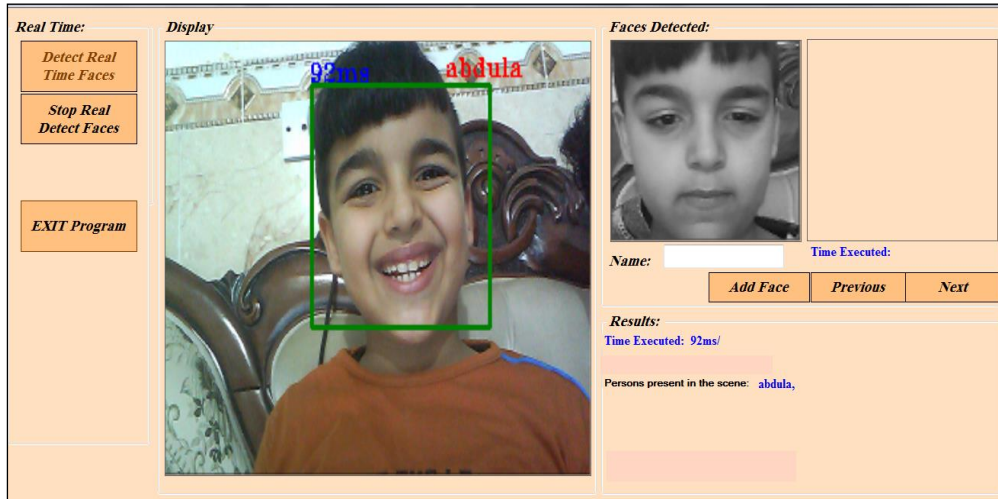 Real Time:
Detect Real
Time Faces
Stop Real
Detect Faces
EXIT Program
Display
92ms
abdula
Faces Detected:
Name:
Time Executed:
Add Face
Previous
Next
Results:
Time Executed: 92ms/
Persons present in the scene: abdula,